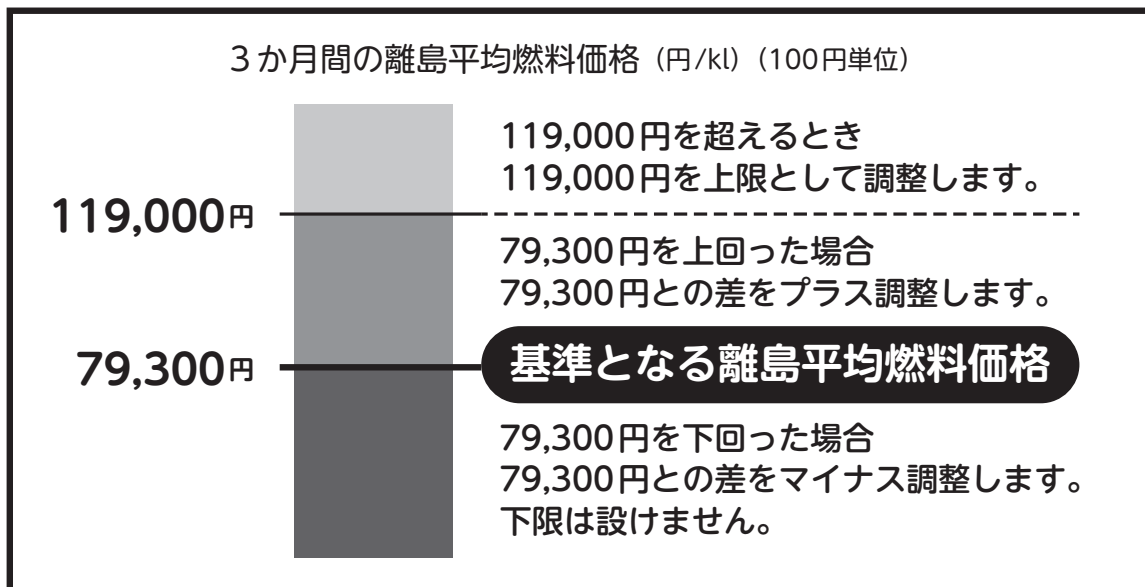 3か月間の離島平均燃料価格（円/kl）（100円単位）
119,000円を超えるとき
119,000円を上限として調整します。
119,000円
79,300円を上回った場合
79,300円との差をプラス調整します。
79,300円
基準となる離島平均燃料価格
79,300円を下回った場合
79,300円との差をマイナス調整します。
下限は設けません。